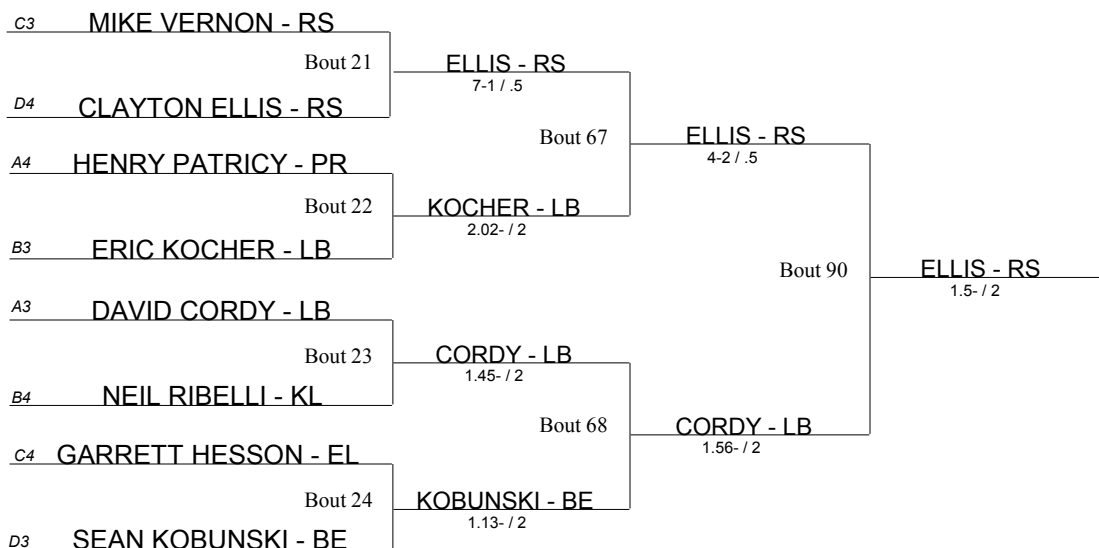 C3 MIKE VERNON - RS
Bout 21
ELLIS - RS
7-1 / .5
D4 CLAYTON ELLIS - RS
Bout 67
ELLIS - RS
4-2 / .5
A4 HENRY PATRICY - PR
Bout 22
KOCHER - LB
2.02- / 2
B3 ERIC KOCHER - LB
Bout 90
ELLIS - RS
1.5- / 2
A3 DAVID CORDY - LB
Bout 23
CORDY - LB
1.45- / 2
B4 NEIL RIBELLI - KL
Bout 68
CORDY - LB
1.56- / 2
C4 GARRETT HESSON - EL
Bout 24
KOBUNSKI - BE
1.13- / 2
D3 SEAN KOBUNSKI - BE